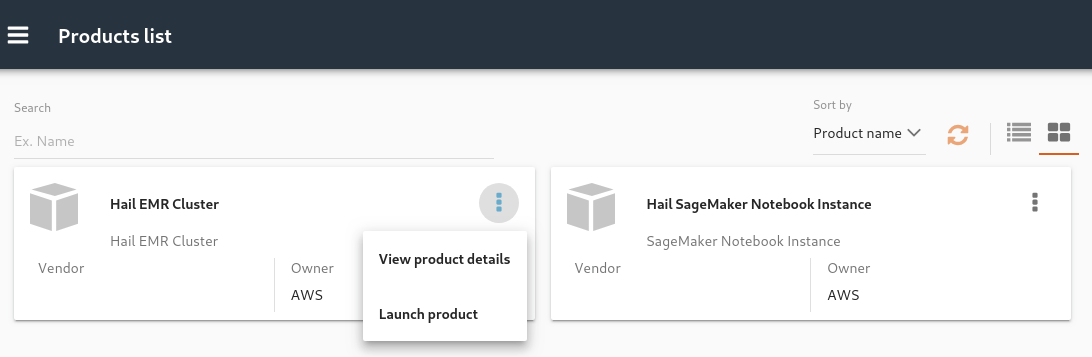 Products list
Search
Ex. Name
Sort by
Product name
Hail EMR Cluster
Hail EMR Cluster
Vendor
Owner
AWS
View product details
Launch product
Hail SageMaker Notebook Instance
SageMaker Notebook Instance
Vendor
Owner
AWS